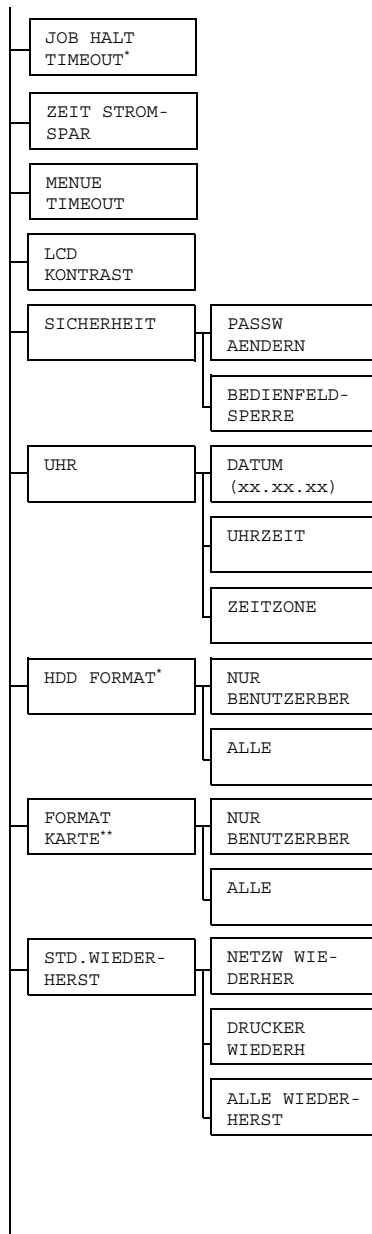 JOB HALT
TIMEOUT*
ZEIT STROM-
SPAR
MENUE
TIMEOUT
LCD
KONTRAST
SICHERHEIT
PASSW
AENDERN
BEDIENFELD-
SPERRE
UHR
DATUM
(xx.xx.xx)
UHRZEIT
ZEITZONE
HDD FORMAT*
NUR
BENUTZERBER
ALLE
FORMAT
KARTE**
NUR
BENUTZERBER
ALLE
STD.WIEDER-
HERST
NETZW WIE-
DERHER
DRUCKER
WIEDERH
ALLE WIEDER-
HERST